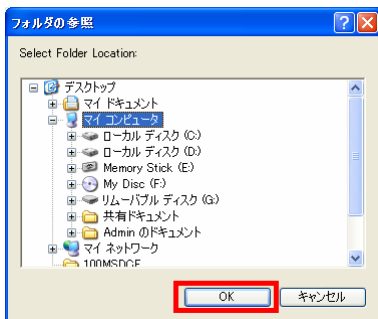 フォルダの参照
Select Folder Location:
デスクトップ
マイ ドキュメント
マイ コンピュータ
ローカル ディスク (C:)
ローカル ディスク (D:)
Memory Stick (E:)
My Disc (F:)
リムーバブル ディスク (G:)
共有ドキュメント
Admin のドキュメント
マイ ネットワーク
100MSDCF
OK
キャンセル